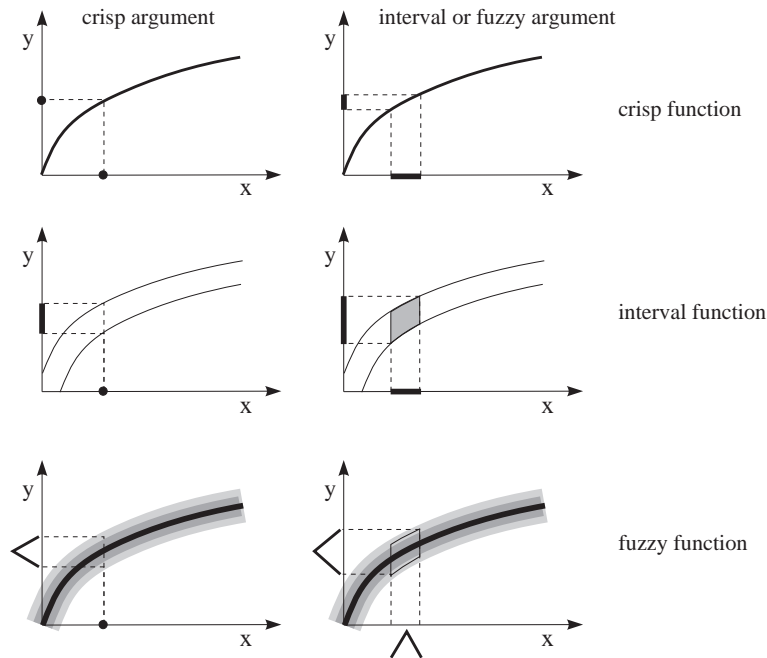 crisp argument
interval or fuzzy argument
y
y
crisp function
x
x
y
y
interval function
x
x
y
y
fuzzy function
x
x